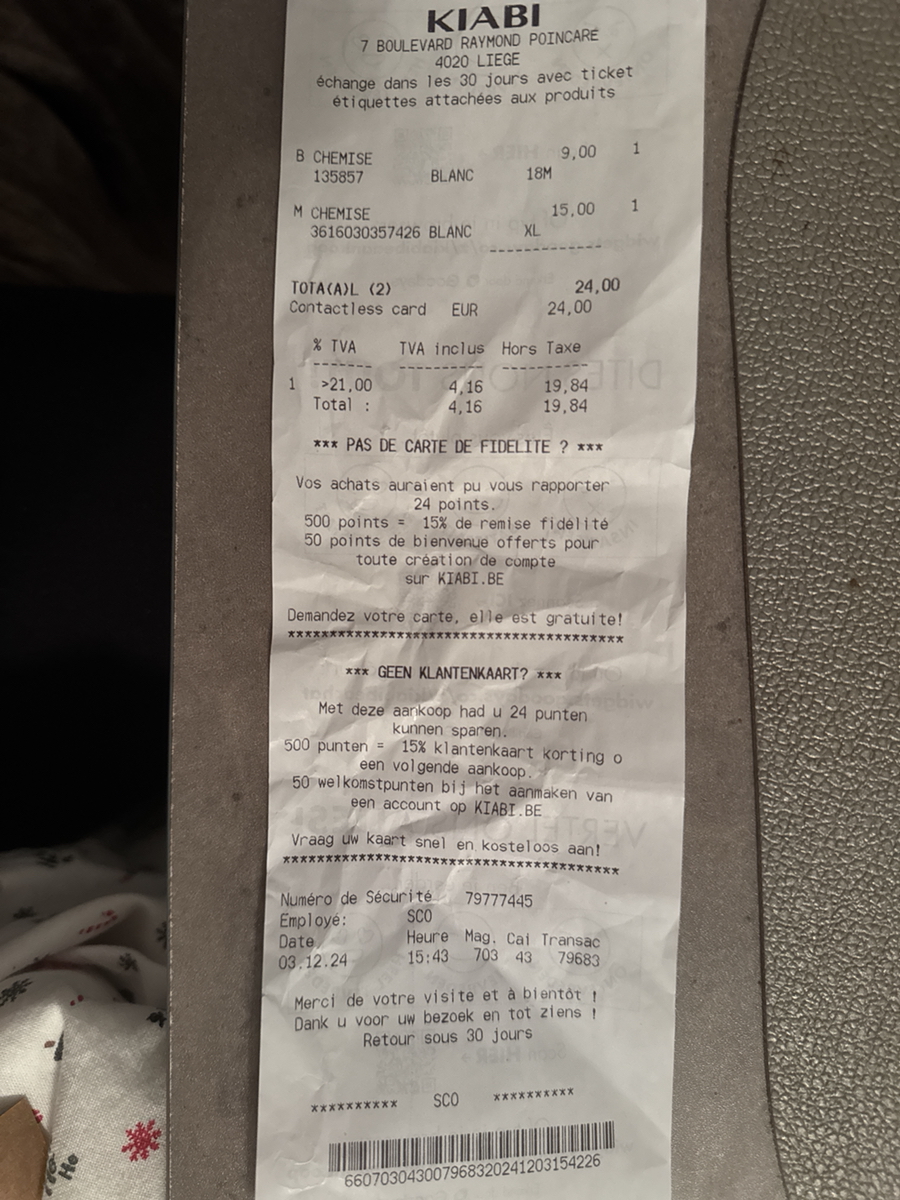 KIABI
7 BOULEVARD RAYMOND POINCARE
4020 LIEGE
échange dans les 30 jours avec ticket
étiquettes attachées aux produits
B CHEMISE 9,00 1
135857 BLANC 18M
M CHEMISE 15,00 1
3616030357426 BLANC XL
-------------
TOTA(A)L (2) 24,00
Contactless card EUR 24,00
% TVA TVA inclus Hors Taxe
------- ---------- ----------
1 >21,00 4,16 19,84
Total : 4,16 19,84
*** PAS DE CARTE DE FIDELITE ? ***
Vos achats auraient pu vous rapporter
24 points.
500 points = 15% de remise fidélité
50 points de bienvenue offerts pour
toute création de compte
sur KIABI.BE
Demandez votre carte, elle est gratuite!
****************************************
*** GEEN KLANTENKAART? ***
Met deze aankoop had u 24 punten
kunnen sparen.
500 punten = 15% klantenkaart korting o
een volgende aankoop.
50 welkomstpunten bij het aanmaken van
een account op KIABI.BE
Vraag uw kaart snel en kosteloos aan!
****************************************
Numéro de Sécurité 79777445
Employé: SCO
Date Heure Mag. Cai Transac
03.12.24 15:43 703 43 79683
Merci de votre visite et à bientôt !
Dank u voor uw bezoek en tot ziens !
Retour sous 30 jours
********** SCO **********
660703043007968320241203154226
Ho